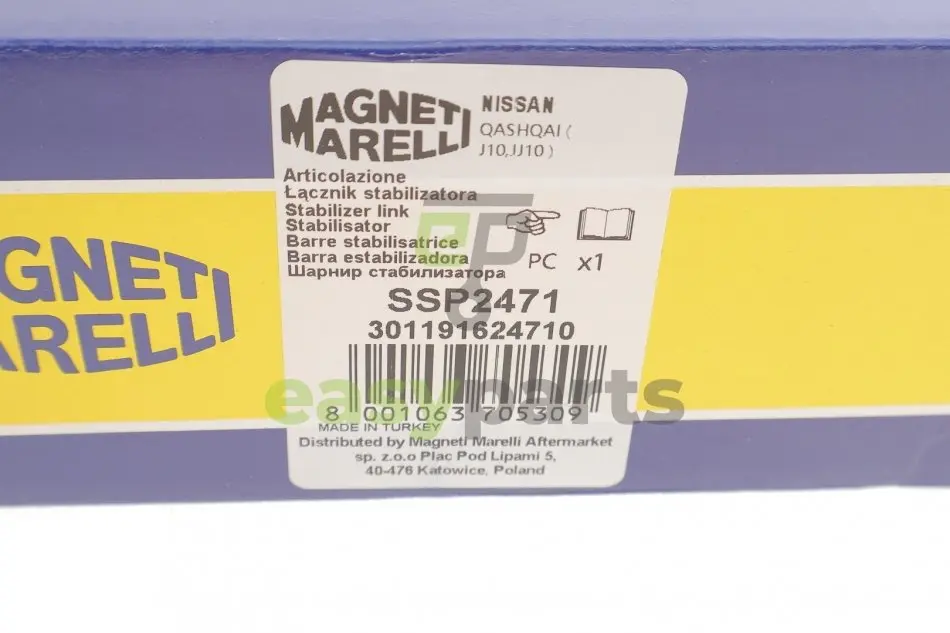 MAGNETI
MARELLI
NISSAN
QASHQAI (
J10,JJ10 )
Articolazione
Łącznik stabilizatora
Stabilizer link
Stabilisator
Barre stabilisatrice
Barra estabilizadora
Шарнир стабилизатора
PC x1
SSP2471
301191624710
8 001063 705309
MADE IN TURKEY
Distributed by Magneti Marelli Aftermarket
sp. z.o.o Plac Pod Lipami 5,
40-476 Katowice, Poland
AGNETI
ARELLI
easyparts